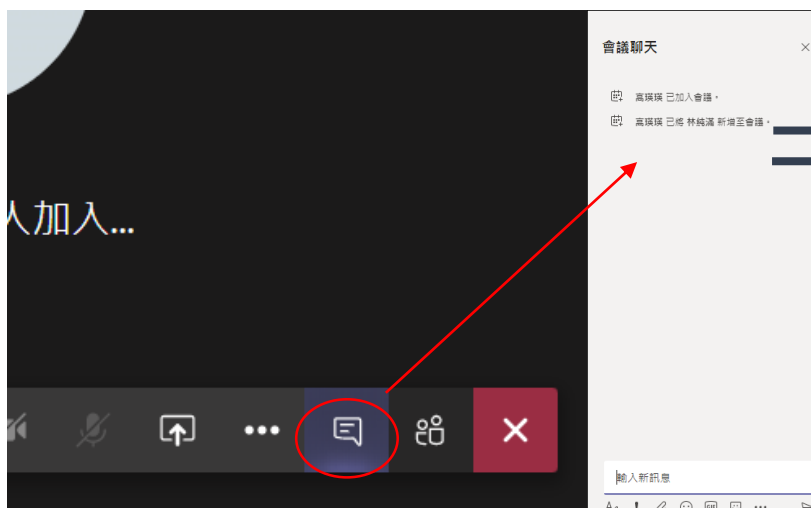 會議聊天
高瑛瑛 已加入會議。
高瑛瑛 已將 林純滿 新增至會議。
人加入...
輸入新訊息